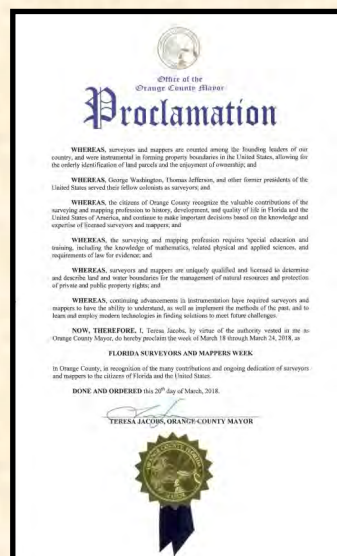 Office of the
Orange County Mayor
Proclamation
WHEREAS, surveyors and mappers are counted among the founding leaders of our
country, and were instrumental in forming property boundaries in the United States, allowing for
the orderly identification of land parcels and the enjoyment of ownership; and
WHEREAS, George Washington, Thomas Jefferson, and other former presidents of the
United States served their fellow colonists as surveyors; and
WHEREAS, the citizens of Orange County recognize the valuable contributions of the
surveying and mapping profession to history, development, and quality of life in Florida and the
United States of America, and continue to make important decisions based on the knowledge and
expertise of licensed surveyors and mappers; and
WHEREAS, the surveying and mapping profession requires special education and
training, including the knowledge of mathematics, related physical and applied sciences, and
requirements of law for evidence; and
WHEREAS, surveyors and mappers are uniquely qualified and licensed to determine
and describe land and water boundaries for the management of natural resources and protection
of private and public property rights; and
WHEREAS, continuing advancements in instrumentation have required surveyors and
mappers to have the ability to understand, as well as implement the methods of the past, and to
learn and employ modern technologies in finding solutions to meet future challenges.
NOW, THEREFORE, I, Teresa Jacobs, by virtue of the authority vested in me as
Orange County Mayor, do hereby proclaim the week of March 18 through March 24, 2018, as
FLORIDA SURVEYORS AND MAPPERS WEEK
in Orange County, in recognition of the many contributions and ongoing dedication of surveyors
and mappers to the citizens of Florida and the United States.
DONE AND ORDERED this 20th day of March, 2018.
TERESA JACOBS, ORANGE COUNTY MAYOR